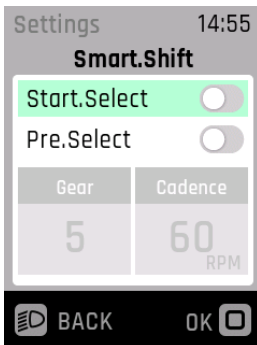 Settings 14:55
Smart.Shift
Start.Select
Pre.Select
Gear Cadence
5 60
RPM
BACK OK